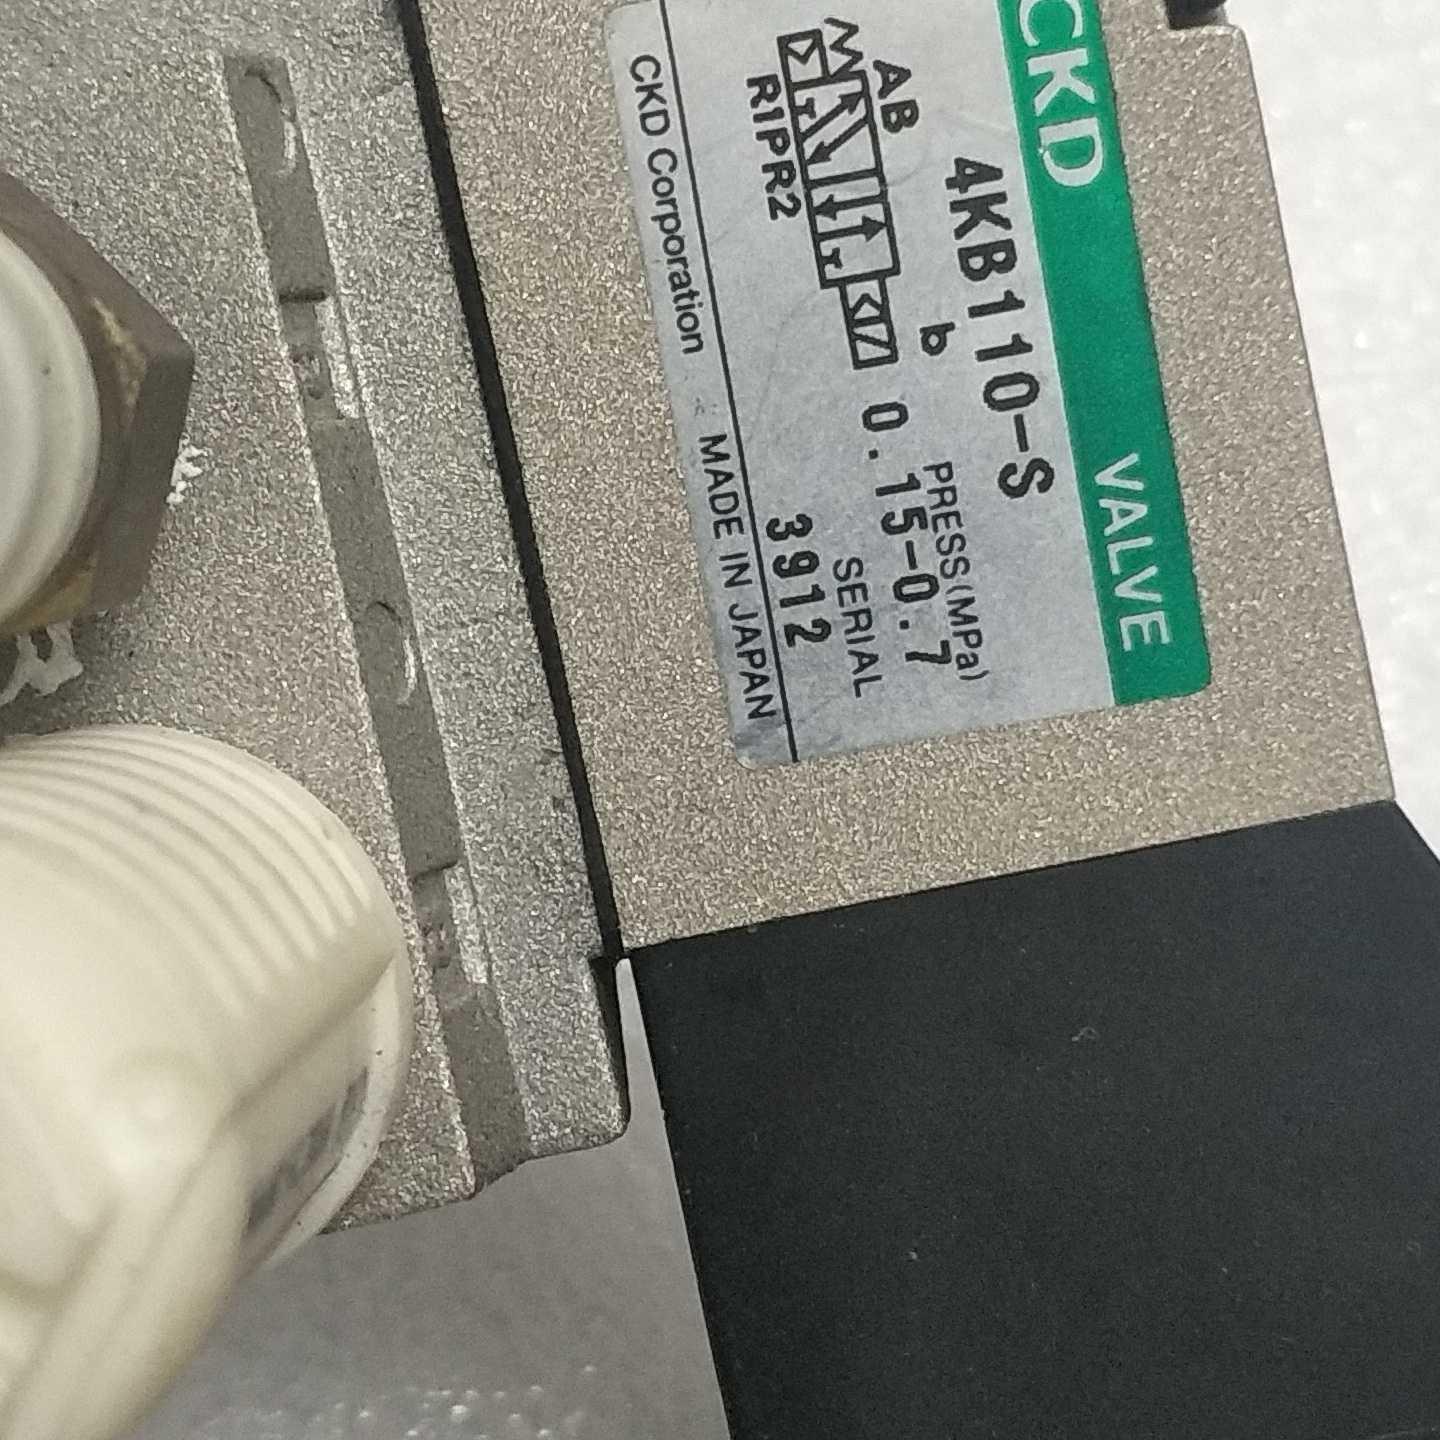 CKD VALVE
4KB110-S
AB
b
PRESS(MPa)
0.15-0.7
R1PR2
SERIAL
3912
CKD Corporation MADE IN JAPAN
R